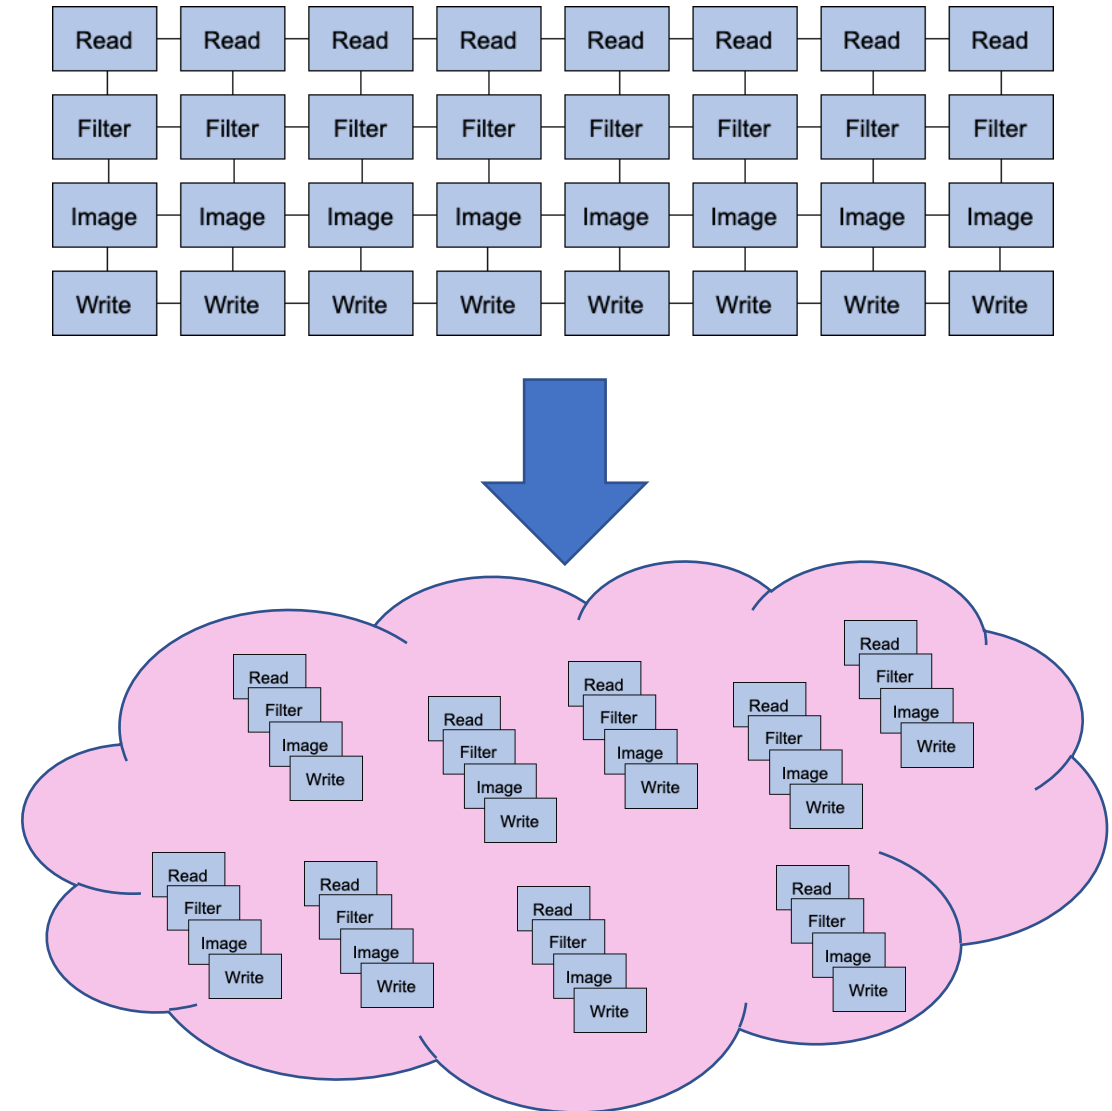 Read Read Read Read Read Read Read Read
Filter Filter Filter Filter Filter Filter Filter Filter
Image Image Image Image Image Image Image Image
Write Write Write Write Write Write Write Write
Read
Filter
Image
Write
Read
Filter
Image
Write
Read
Filter
Image
Write
Read
Filter
Image
Write
Read
Filter
Image
Write
Read
Filter
Image
Write
Read
Filter
Image
Write
Read
Filter
Image
Write
Read
Filter
Image
Write